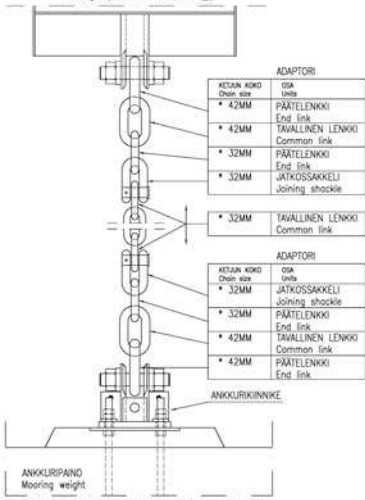 ADAPTORI
KETJUN KOKO OSA
Chain size Units
* 42MM PÄÄTELENKKI
End link
* 42MM TAVALLINEN LENKKI
Common link
* 32MM PÄÄTELENKKI
End link
* 32MM JATKOSSAKKELI
Joining shackle
* 32MM TAVALLINEN LENKKI
Common link
ADAPTORI
KETJUN KOKO OSA
Chain size Units
* 32MM JATKOSSAKKELI
Joining shackle
* 32MM PÄÄTELENKKI
End link
* 42MM TAVALLINEN LENKKI
Common link
* 42MM PÄÄTELENKKI
End link
ANKKURIKIINNIKE
ANKKURIPAINO
Mooring weight